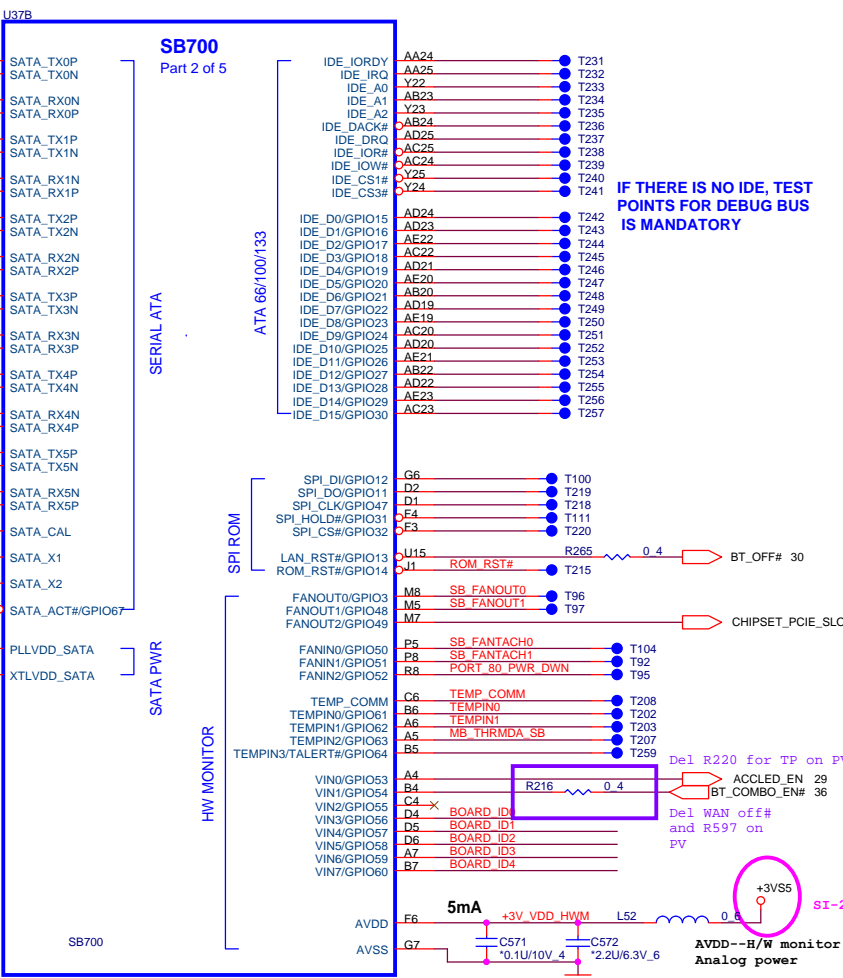 U37B
SB700
Part 2 of 5
SATA_TX0P
SATA_TX0N
SATA_RX0N
SATA_RX0P
SATA_TX1P
SATA_TX1N
SATA_RX1N
SATA_RX1P
SATA_TX2P
SATA_TX2N
SATA_RX2N
SATA_RX2P
SATA_TX3P
SATA_TX3N
SATA_RX3N
SATA_RX3P
SATA_TX4P
SATA_TX4N
SATA_RX4N
SATA_RX4P
SATA_TX5P
SATA_TX5N
SATA_RX5N
SATA_RX5P
SATA_CAL
SATA_X1
SATA_X2
SATA_ACT#/GPIO67
PLLVDD_SATA
XTLVDD_SATA
SERIAL ATA
SATA PWR
ATA 66/100/133
SPI ROM
HW MONITOR
IDE_IORDY AA24 T231
IDE_IRQ AA25 T232
IDE_A0 Y22 T233
IDE_A1 AB23 T234
IDE_A2 Y23 T235
IDE_DACK# AB24 T236
IDE_DRQ AD25 T237
IDE_IOR# AC25 T238
IDE_IOW# AC24 T239
IDE_CS1# Y25 T240
IDE_CS3# Y24 T241
IF THERE IS NO IDE, TEST
POINTS FOR DEBUG BUS
IS MANDATORY
IDE_D0/GPIO15 AD24 T242
IDE_D1/GPIO16 AD23 T243
IDE_D2/GPIO17 AE22 T244
IDE_D3/GPIO18 AC22 T245
IDE_D4/GPIO19 AD21 T246
IDE_D5/GPIO20 AE20 T247
IDE_D6/GPIO21 AB20 T248
IDE_D7/GPIO22 AD19 T249
IDE_D8/GPIO23 AE19 T250
IDE_D9/GPIO24 AC20 T251
IDE_D10/GPIO25 AD20 T252
IDE_D11/GPIO26 AE21 T253
IDE_D12/GPIO27 AB22 T254
IDE_D13/GPIO28 AD22 T255
IDE_D14/GPIO29 AE23 T256
IDE_D15/GPIO30 AC23 T257
SPI_DI/GPIO12 G6 T100
SPI_DO/GPIO11 D2 T219
SPI_CLK/GPIO47 D1 T218
SPI_HOLD#/GPIO31 F4 T111
SPI_CS#/GPIO32 F3 T220
LAN_RST#/GPIO13 U15 R265 0_4 BT_OFF# 30
ROM_RST#/GPIO14 J1 ROM_RST# T215
FANOUT0/GPIO3 M8 SB_FANOUT0 T96
FANOUT1/GPIO48 M5 SB_FANOUT1 T97
FANOUT2/GPIO49 M7 CHIPSET_PCIE_SLO
FANIN0/GPIO50 P5 SB_FANTACH0 T104
FANIN1/GPIO51 P8 SB_FANTACH1 T92
FANIN2/GPIO52 R8 PORT_80_PWR_DWN T95
TEMP_COMM C6 TEMP_COMM T208
TEMPIN0/GPIO61 B6 TEMPIN0 T202
TEMPIN1/GPIO62 A6 TEMPIN1 T203
TEMPIN2/GPIO63 A5 MB_THRMDA_SB T207
TEMPIN3/TALERT#/GPIO64 B5 T259
Del R220 for TP on PV
VIN0/GPIO53 A4 ACCLED_EN 29
VIN1/GPIO54 B4 R216 0_4 BT_COMBO_EN# 36
VIN2/GPIO55 C4
VIN3/GPIO56 D4 BOARD_ID0
VIN4/GPIO57 D5 BOARD_ID1
VIN5/GPIO58 D6 BOARD_ID2
VIN6/GPIO59 A7 BOARD_ID3
VIN7/GPIO60 B7 BOARD_ID4
Del WAN off#
and R597 on
PV
+3VS5
SI-2
AVDD F6 5mA +3V_VDD_HWM L52 0_6
AVSS G7
C571
*0.1U/10V_4
C572
*2.2U/6.3V_6
AVDD--H/W monitor
Analog power
SB700